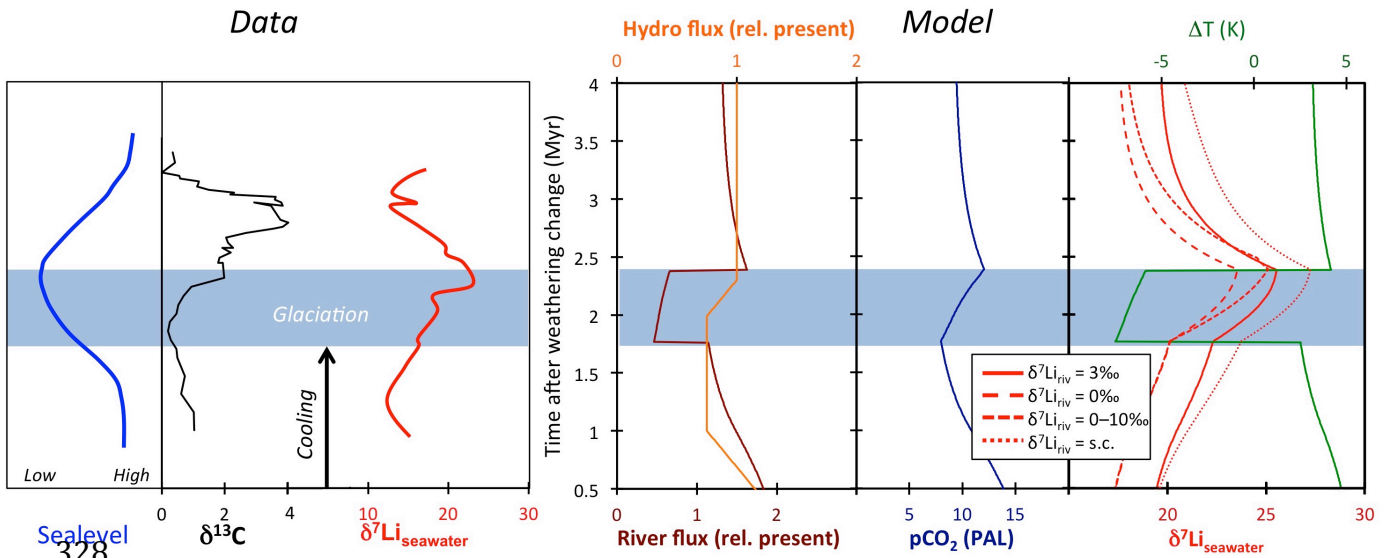 Data
Model
Hydro flux (rel. present)
0 1 2
ΔT (K)
-5 0 5
Time after weathering change (Myr)
4
3.5
3
2.5
2
1.5
1
0.5
Glaciation
Cooling
Low High
δ⁷Li_riv = 3‰
δ⁷Li_riv = 0‰
δ⁷Li_riv = 0–10‰
δ⁷Li_riv = s.c.
0 2 4
10 20 30
0 1 2
5 10 15
20 25 30
Sealevel
δ¹³C
δ⁷Li_seawater
River flux (rel. present)
pCO₂ (PAL)
δ⁷Li_seawater
328